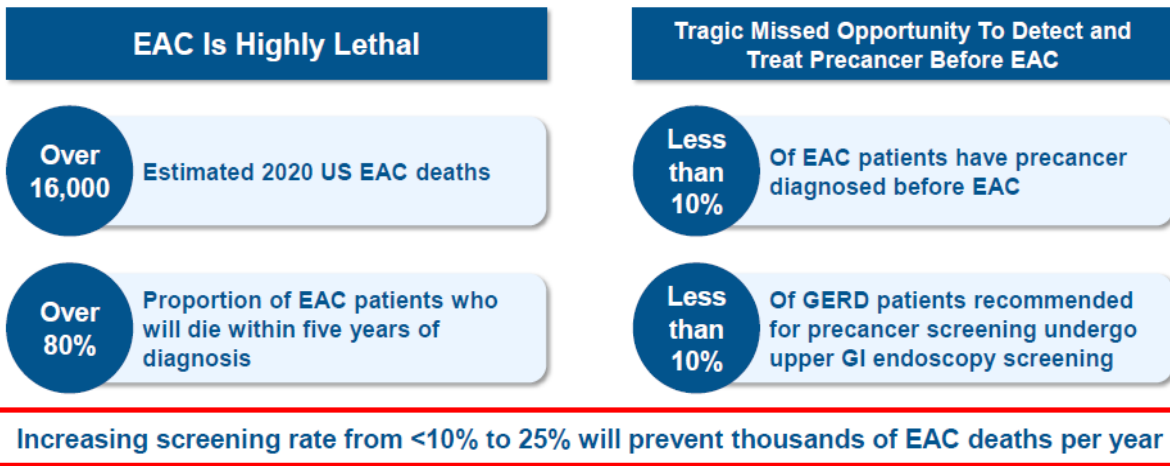 EAC Is Highly Lethal
Over
16,000
Estimated 2020 US EAC deaths
Over
80%
Proportion of EAC patients who
will die within five years of
diagnosis
Tragic Missed Opportunity To Detect and
Treat Precancer Before EAC
Less
than
10%
Of EAC patients have precancer
diagnosed before EAC
Less
than
10%
Of GERD patients recommended
for precancer screening undergo
upper GI endoscopy screening
Increasing screening rate from <10% to 25% will prevent thousands of EAC deaths per year